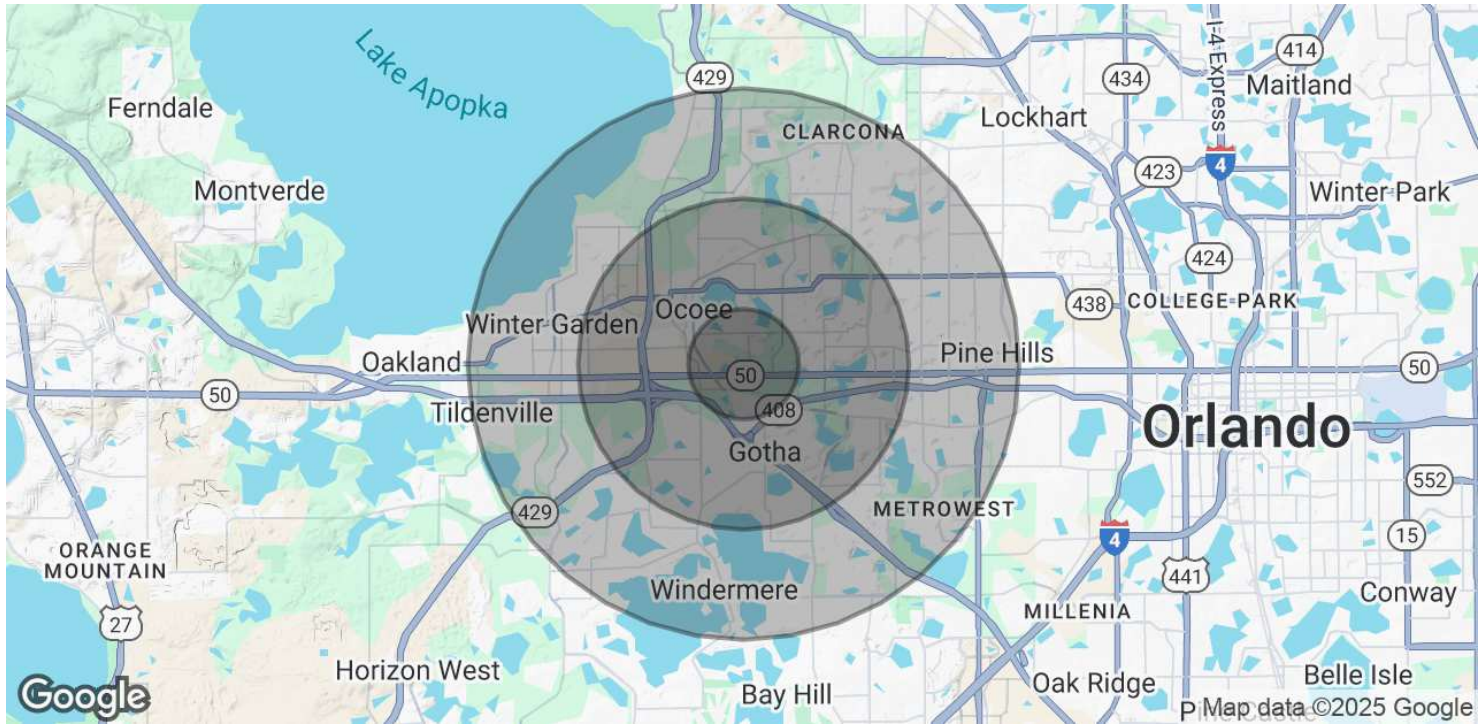 Lake Apopka
Ferndale
429
CLARCONA
Lockhart
434
I-4 Express
414
Maitland
4
423
Montverde
Winter Park
424
438
COLLEGE PARK
Ocoee
Winter Garden
Oakland
Pine Hills
50
50
50
Tildenville
408
Orlando
Gotha
552
429
METROWEST
4
15
ORANGE
MOUNTAIN
441
Windermere
Conway
27
MILLENIA
Horizon West
Oak Ridge
Belle Isle
Bay Hill
Google
Map data ©2025 Google